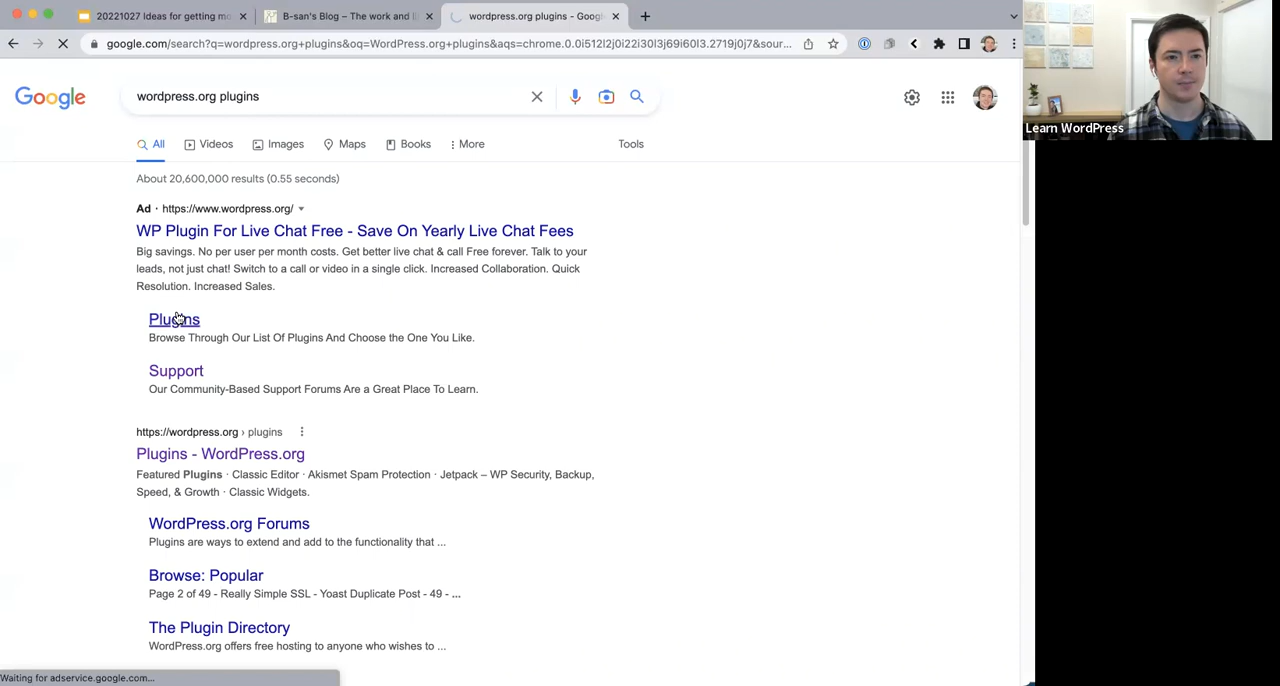 20221027 Ideas for getting mo
B-san's Blog – The work and l
wordpress.org plugins - Googl
google.com/search?q=wordpress.org+plugins&oq=WordPress.org+plugins&aqs=chrome.0.0i512l2j0i22i30l3j69i60l3.2719j0j7&sour...
Google
wordpress.org plugins
Learn WordPress
All
Videos
Images
Maps
Books
More
Tools
About 20,600,000 results (0.55 seconds)
Ad · https://www.wordpress.org/
WP Plugin For Live Chat Free - Save On Yearly Live Chat Fees
Big savings. No per user per month costs. Get better live chat & call Free forever. Talk to your
leads, not just chat! Switch to a call or video in a single click. Increased Collaboration. Quick
Resolution. Increased Sales.
Plugins
Browse Through Our List Of Plugins And Choose the One You Like.
Support
Our Community-Based Support Forums Are a Great Place To Learn.
https://wordpress.org › plugins
Plugins - WordPress.org
Featured Plugins · Classic Editor · Akismet Spam Protection · Jetpack – WP Security, Backup,
Speed, & Growth · Classic Widgets.
WordPress.org Forums
Plugins are ways to extend and add to the functionality that ...
Browse: Popular
Page 2 of 49 - Really Simple SSL - Yoast Duplicate Post - 49 - ...
The Plugin Directory
WordPress.org offers free hosting to anyone who wishes to ...
Waiting for adservice.google.com...